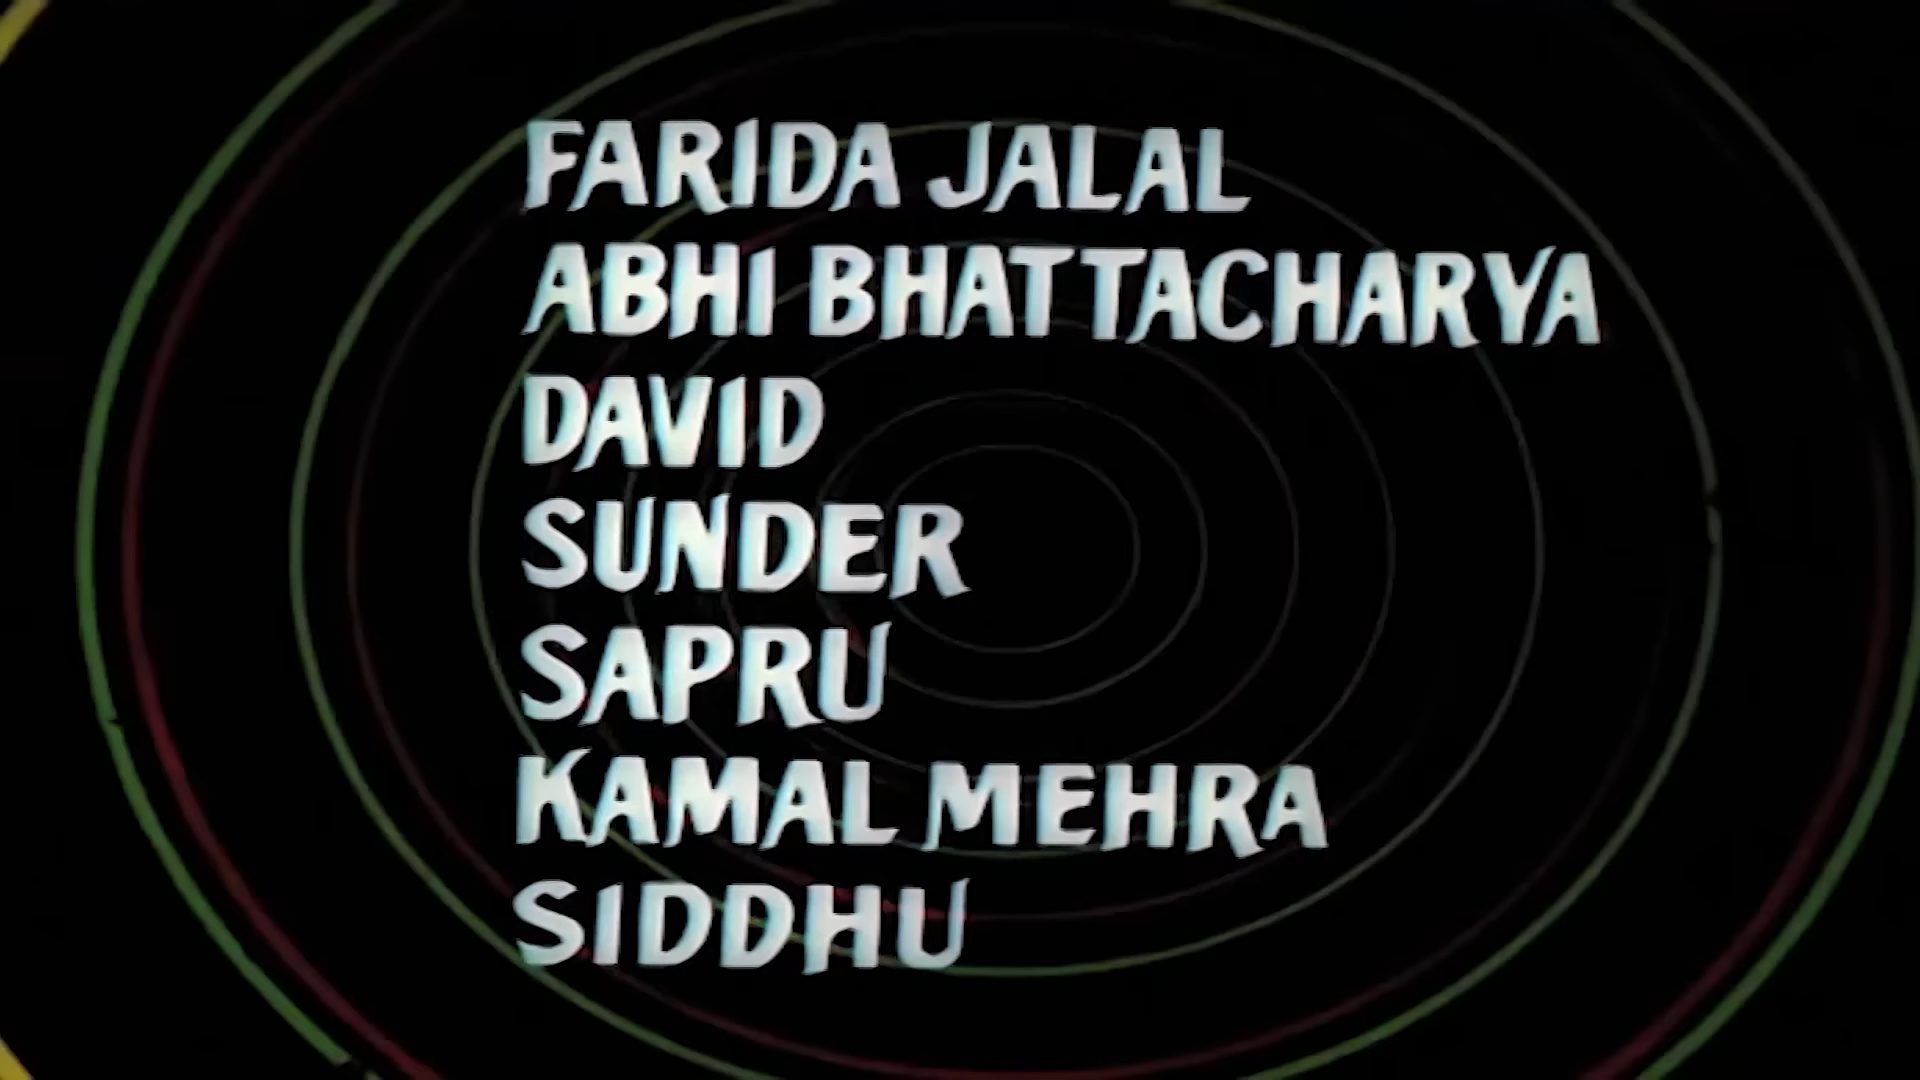 FARIDA JALAL
ABHI BHATTACHARYA
DAVID
SUNDER
SAPRU
KAMAL MEHRA
SIDDHU